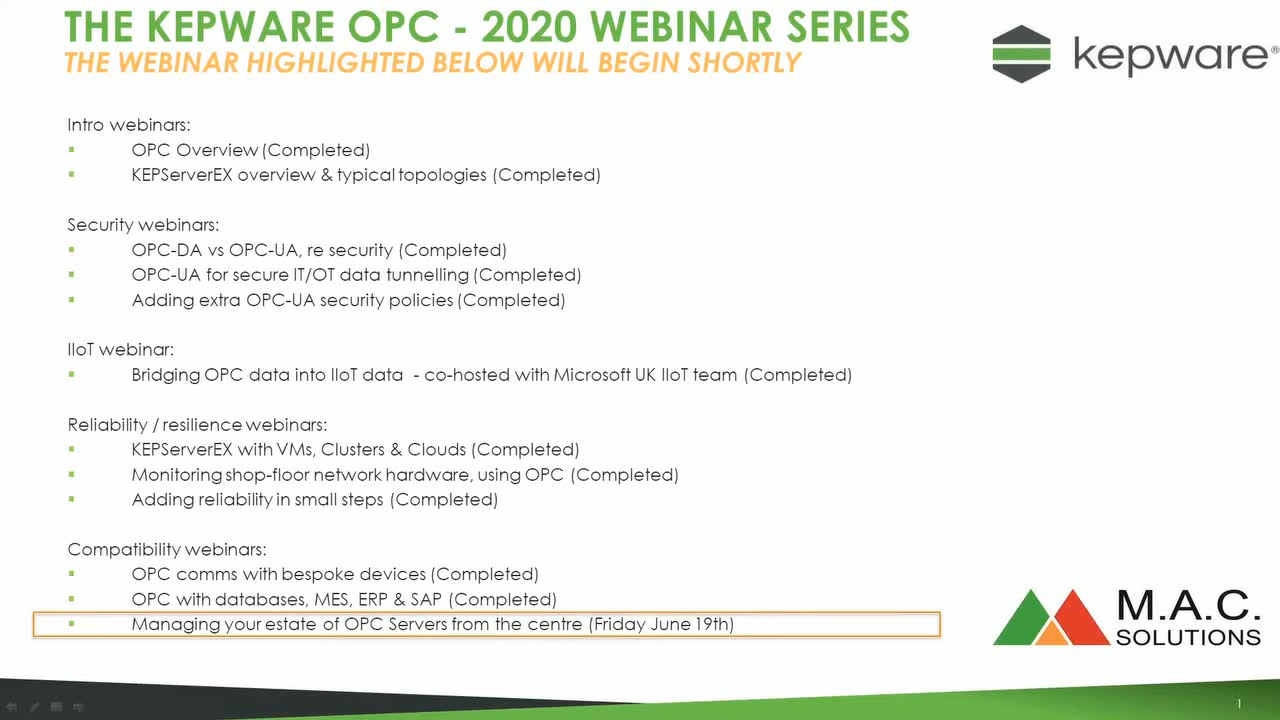 THE KEPWARE OPC - 2020 WEBINAR SERIES
THE WEBINAR HIGHLIGHTED BELOW WILL BEGIN SHORTLY
kepware®
Intro webinars:
▪ OPC Overview (Completed)
▪ KEPServerEX overview & typical topologies (Completed)
Security webinars:
▪ OPC-DA vs OPC-UA, re security (Completed)
▪ OPC-UA for secure IT/OT data tunnelling (Completed)
▪ Adding extra OPC-UA security policies (Completed)
IIoT webinar:
▪ Bridging OPC data into IIoT data - co-hosted with Microsoft UK IIoT team (Completed)
Reliability / resilience webinars:
▪ KEPServerEX with VMs, Clusters & Clouds (Completed)
▪ Monitoring shop-floor network hardware, using OPC (Completed)
▪ Adding reliability in small steps (Completed)
Compatibility webinars:
▪ OPC comms with bespoke devices (Completed)
▪ OPC with databases, MES, ERP & SAP (Completed)
▪ Managing your estate of OPC Servers from the centre (Friday June 19th)
M.A.C.
SOLUTIONS
1